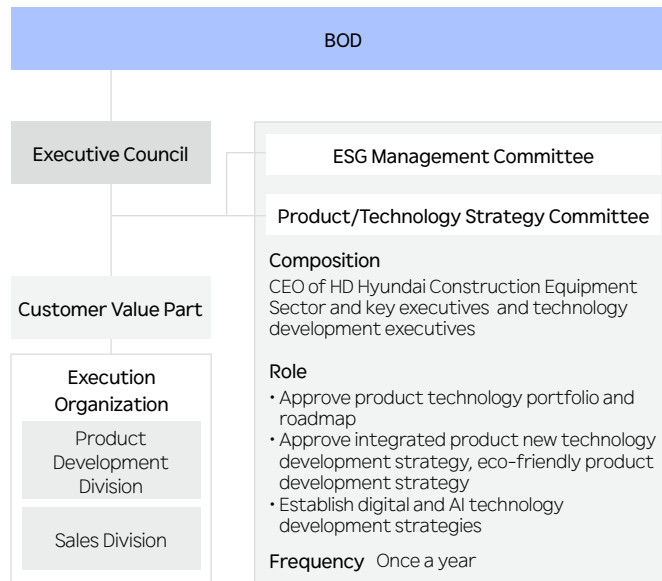 BOD
Executive Council
ESG Management Committee
Product/Technology Strategy Committee
Composition
CEO of HD Hyundai Construction Equipment
Sector and key executives and technology
development executives
Role
• Approve product technology portfolio and
roadmap
• Approve integrated product new technology
development strategy, eco-friendly product
development strategy
• Establish digital and AI technology
development strategies
Frequency Once a year
Customer Value Part
Execution
Organization
Product
Development
Division
Sales Division